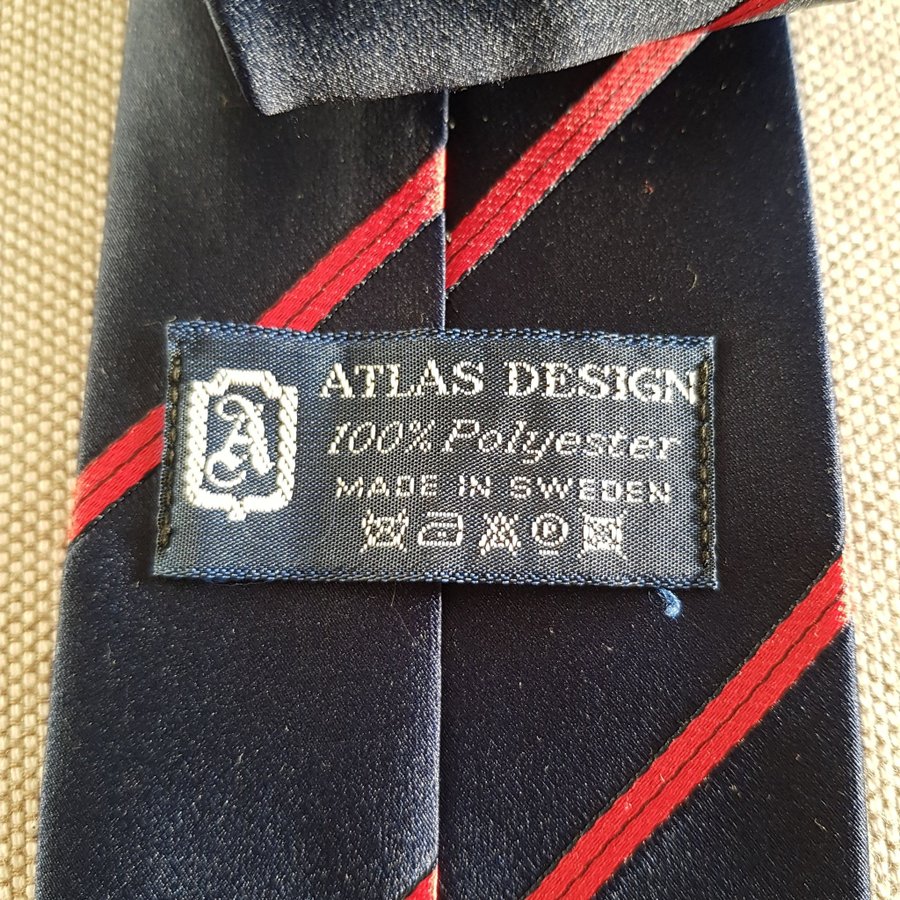 A
ATLAS DESIGN
100% Polyester
MADE IN SWEDEN
P